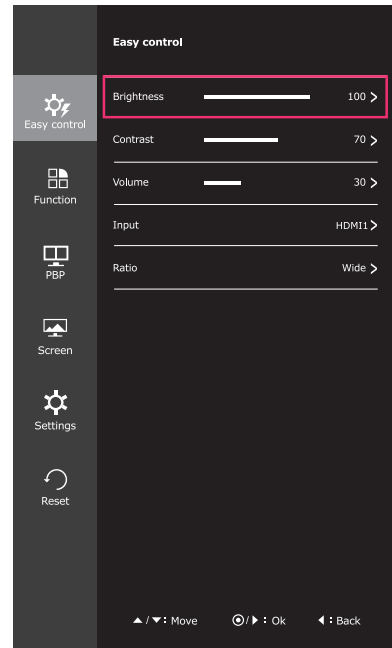 Easy control
Easy control
Brightness 100
Contrast 70
Volume 30
Input HDMI1
Ratio Wide
Function
PBP
Screen
Settings
Reset
▲ / ▼ : Move ◉ / ▶ : Ok ◀ : Back